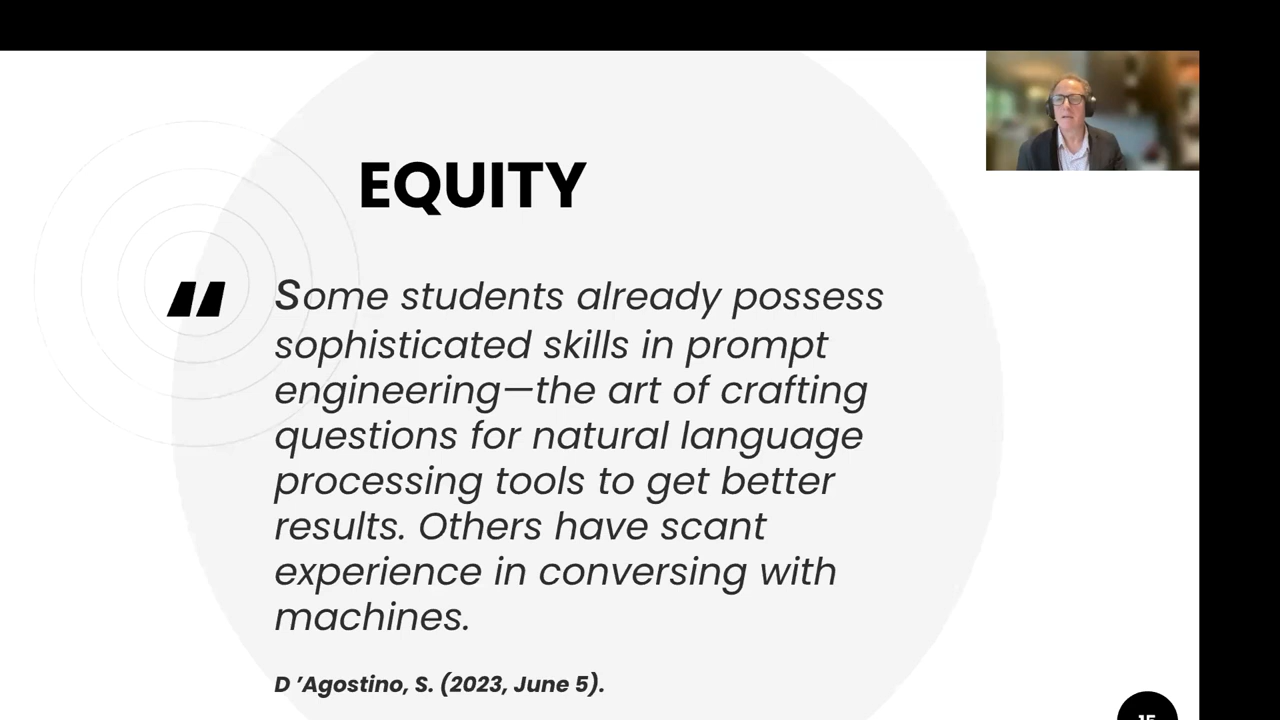 EQUITY
"
Some students already possess
sophisticated skills in prompt
engineering—the art of crafting
questions for natural language
processing tools to get better
results. Others have scant
experience in conversing with
machines.
D ’Agostino, S. (2023, June 5).
15